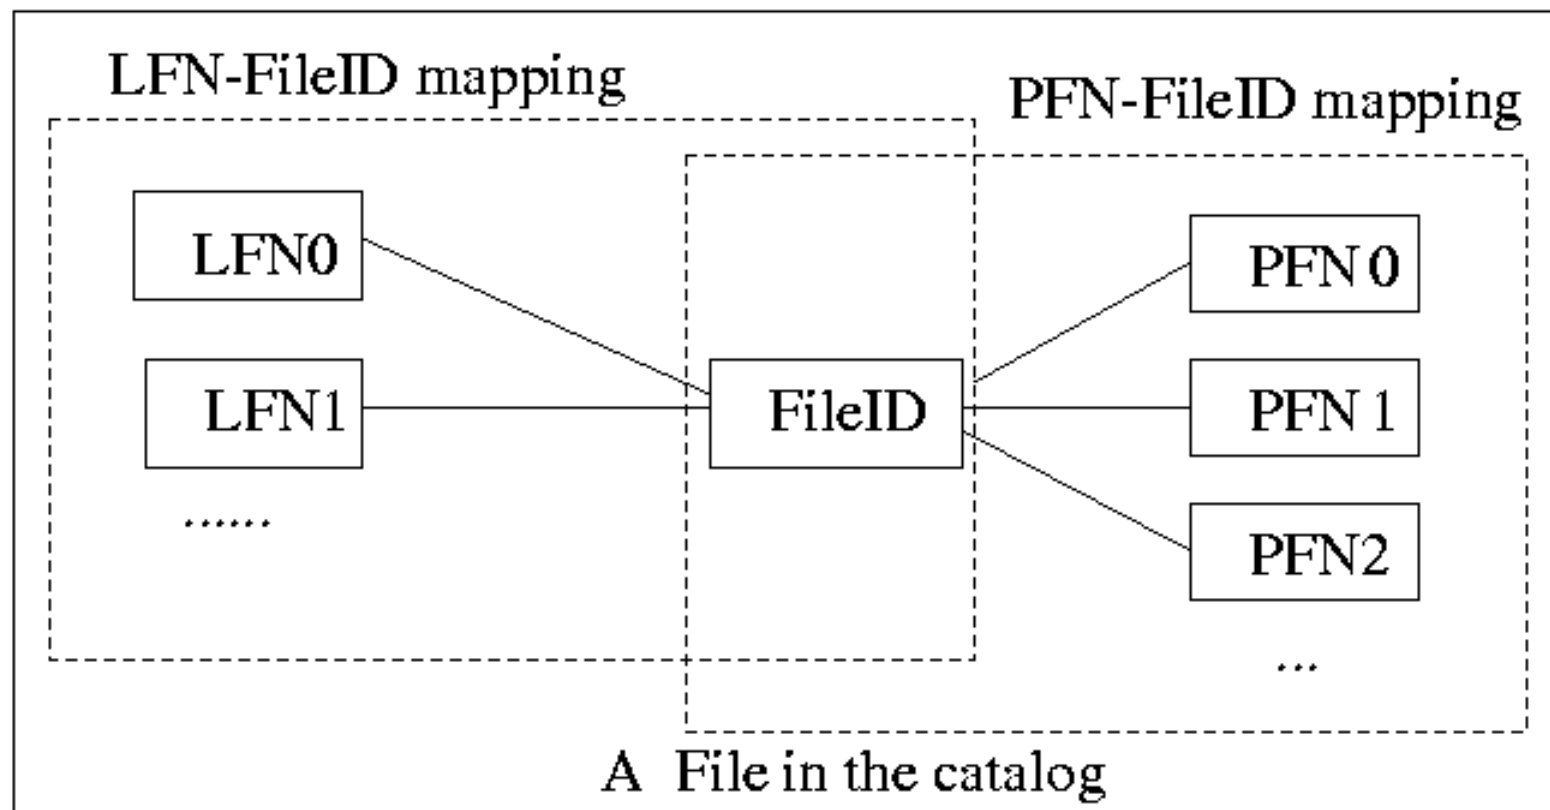 LFN-FileID mapping
PFN-FileID mapping
LFN0
LFN1
......
FileID
PFN 0
PFN 1
PFN2
...
A File in the catalog